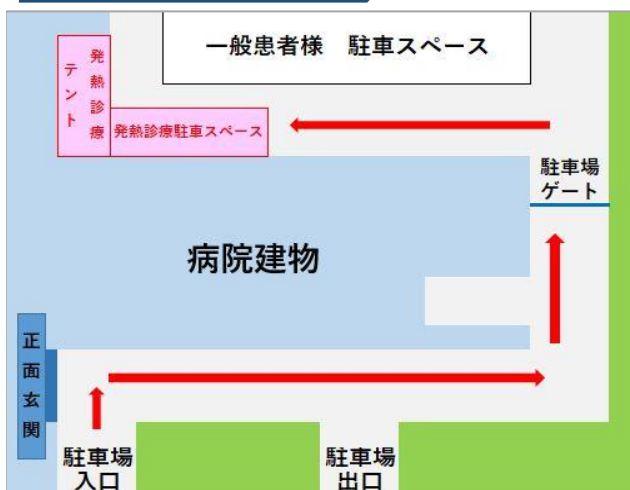 一般患者様　駐車スペース
発熱診療
テント
発熱診療駐車スペース
駐車場
ゲート
病院建物
正面玄関
駐車場
入口
駐車場
出口